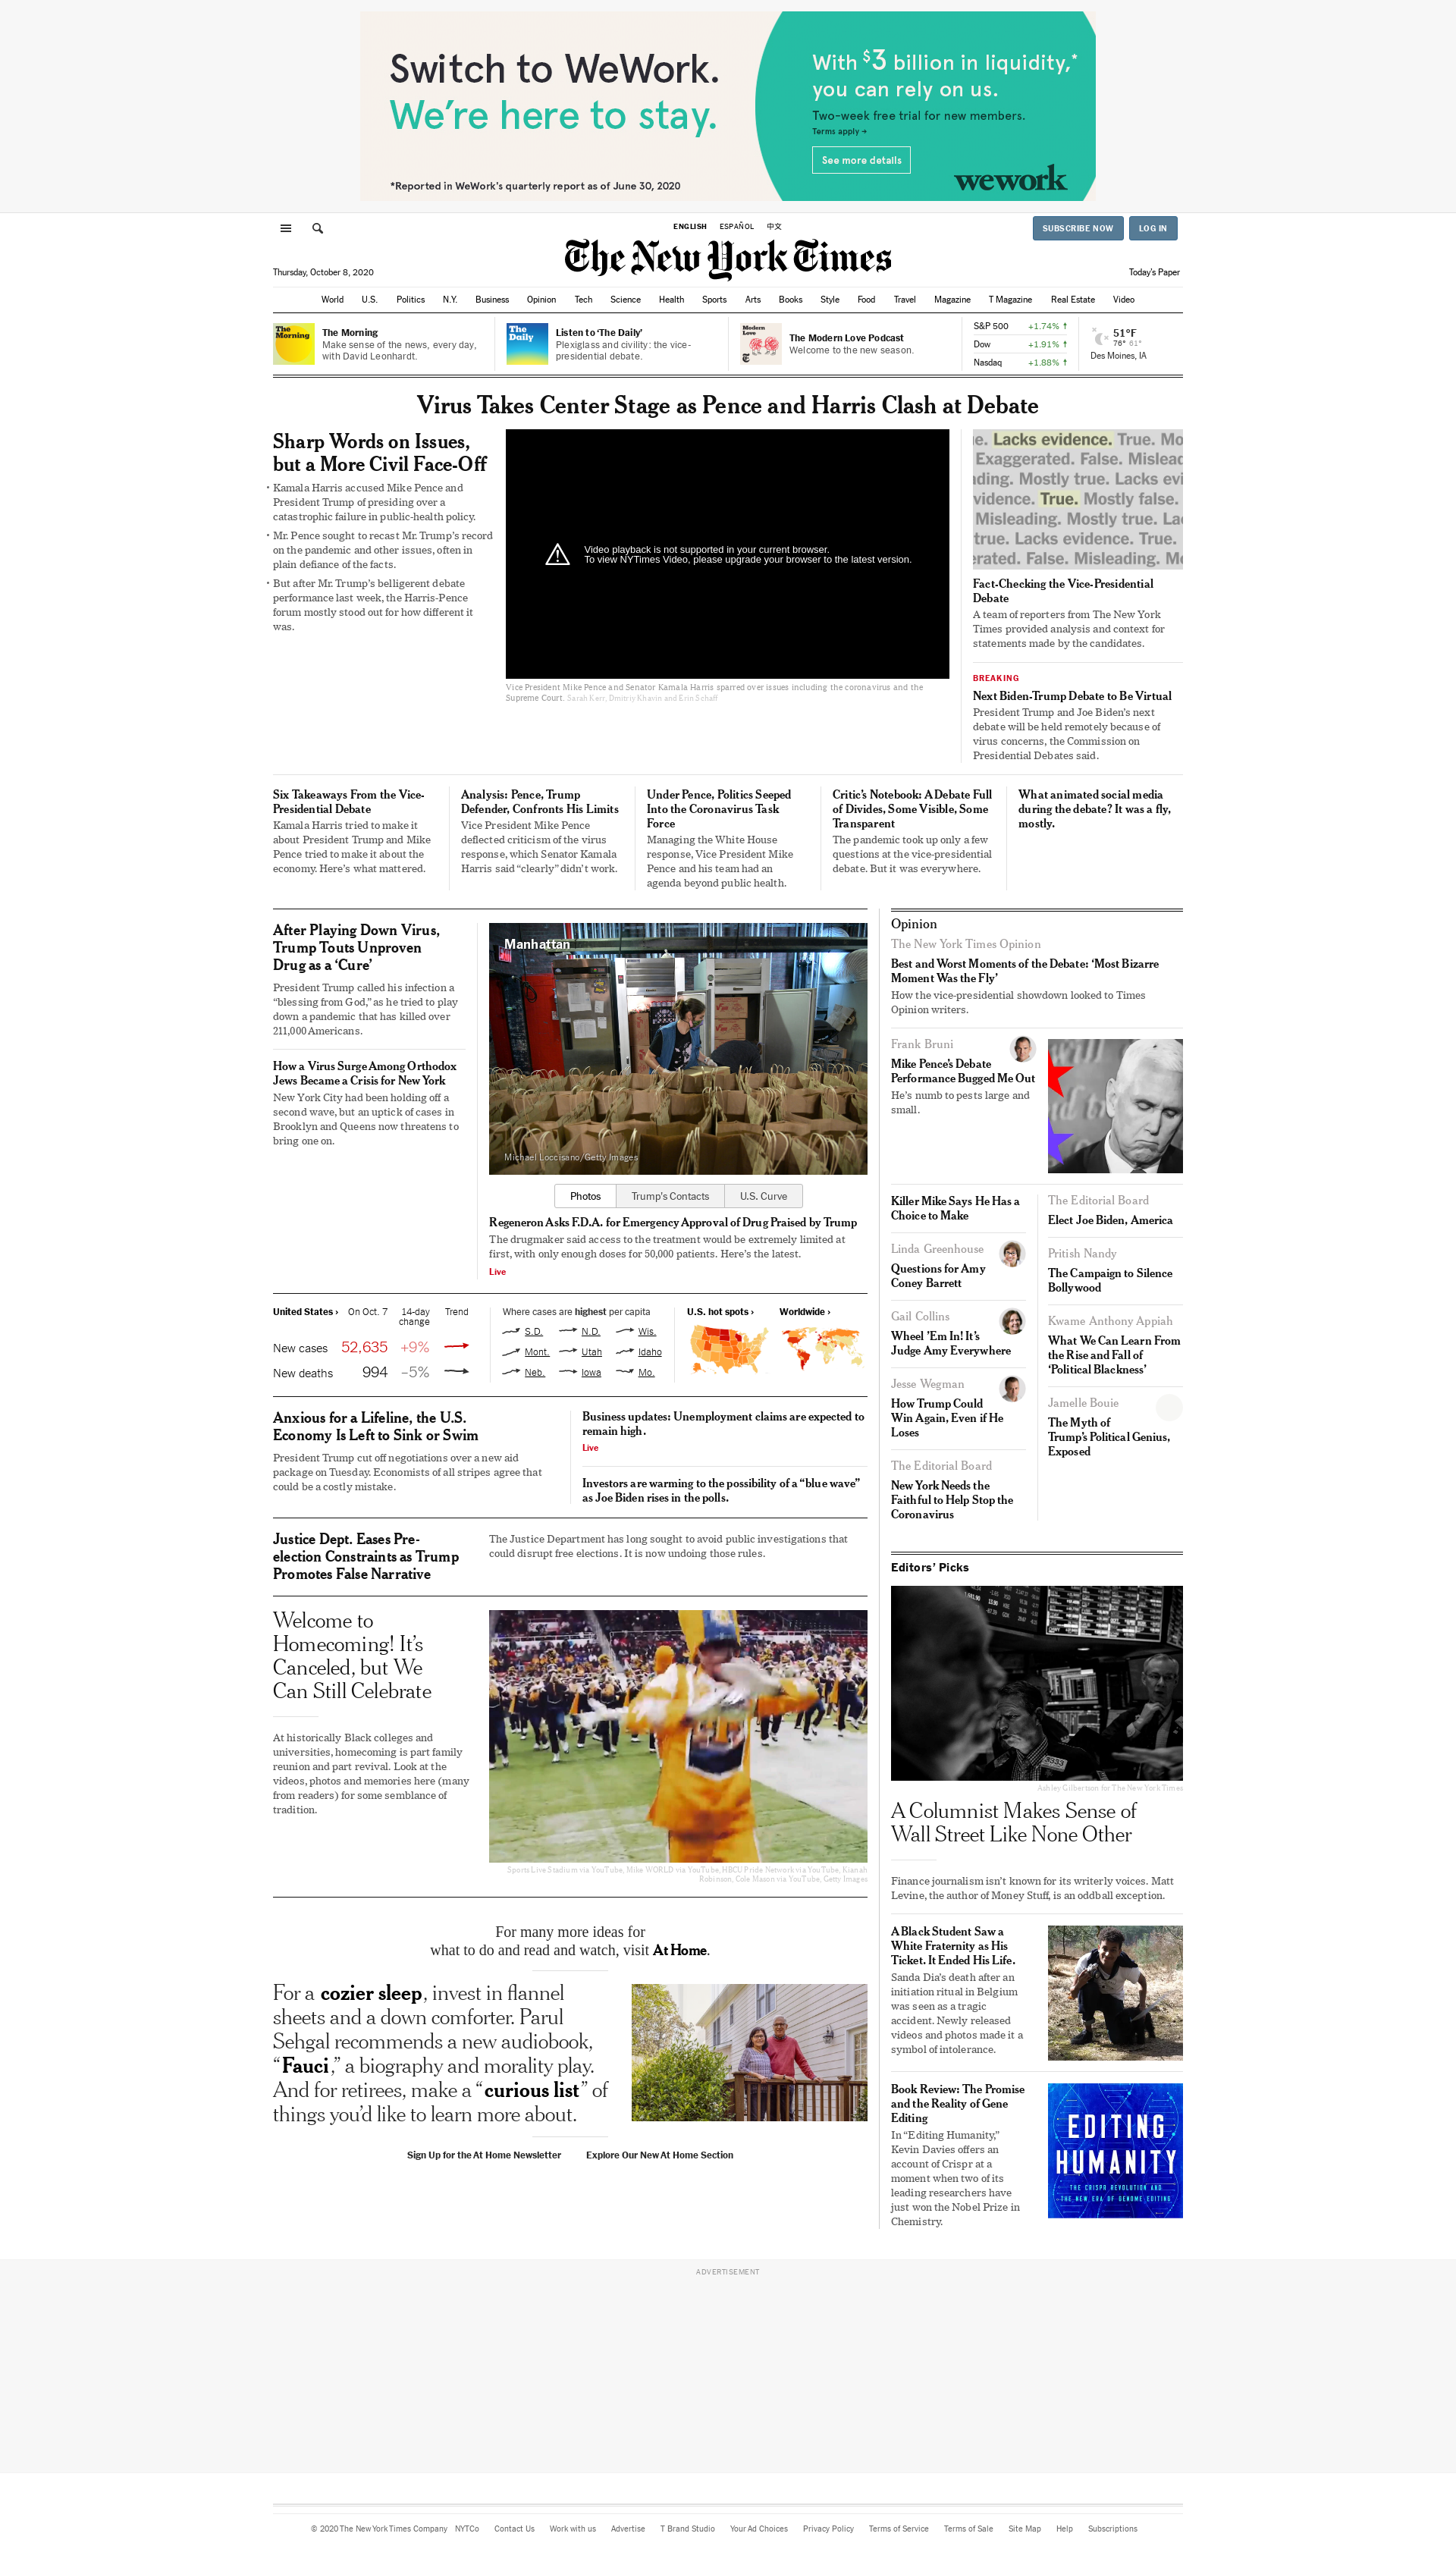 Switch to WeWork.
We're here to stay.
*Reported in WeWork's quarterly report as of June 30, 2020
With $3 billion in liquidity,*
you can rely on us.
Two-week free trial for new members.
Terms apply →
See more details
wework
ENGLISH ESPAÑOL 中文
SUBSCRIBE NOW LOG IN
The New York Times
Thursday, October 8, 2020
Today's Paper
World U.S. Politics N.Y. Business Opinion Tech Science Health Sports Arts Books Style Food Travel Magazine T Magazine Real Estate Video
The Morning
The Morning
Make sense of the news, every day,
with David Leonhardt.
The
Daily
Listen to 'The Daily'
Plexiglass and civility: the vice-
presidential debate.
Modern
Love
The Modern Love Podcast
Welcome to the new season.
S&P 500 +1.74% ↑
Dow +1.91% ↑
Nasdaq +1.88% ↑
51°F
76° 61°
Des Moines, IA
Virus Takes Center Stage as Pence and Harris Clash at Debate
Sharp Words on Issues,
but a More Civil Face-Off
• Kamala Harris accused Mike Pence and
President Trump of presiding over a
catastrophic failure in public-health policy.
• Mr. Pence sought to recast Mr. Trump's record
on the pandemic and other issues, often in
plain defiance of the facts.
• But after Mr. Trump's belligerent debate
performance last week, the Harris-Pence
forum mostly stood out for how different it
was.
Video playback is not supported in your current browser.
To view NYTimes Video, please upgrade your browser to the latest version.
Vice President Mike Pence and Senator Kamala Harris sparred over issues including the coronavirus and the
Supreme Court. Sarah Kerr, Dmitriy Khavin and Erin Schaff
e. Lacks evidence. True. Mo
Exaggerated. False. Mislead
ding. Mostly true. Lacks evi
vidence. True. Mostly false.
. Misleading. Mostly true.
true. Lacks evidence. True.
erated. False. Misleading. M
Fact-Checking the Vice-Presidential
Debate
A team of reporters from The New York
Times provided analysis and context for
statements made by the candidates.
BREAKING
Next Biden-Trump Debate to Be Virtual
President Trump and Joe Biden's next
debate will be held remotely because of
virus concerns, the Commission on
Presidential Debates said.
Six Takeaways From the Vice-
Presidential Debate
Kamala Harris tried to make it
about President Trump and Mike
Pence tried to make it about the
economy. Here's what mattered.
Analysis: Pence, Trump
Defender, Confronts His Limits
Vice President Mike Pence
deflected criticism of the virus
response, which Senator Kamala
Harris said “clearly” didn't work.
Under Pence, Politics Seeped
Into the Coronavirus Task
Force
Managing the White House
response, Vice President Mike
Pence and his team had an
agenda beyond public health.
Critic's Notebook: A Debate Full
of Divides, Some Visible, Some
Transparent
The pandemic took up only a few
questions at the vice-presidential
debate. But it was everywhere.
What animated social media
during the debate? It was a fly,
mostly.
After Playing Down Virus,
Trump Touts Unproven
Drug as a ‘Cure’
President Trump called his infection a
“blessing from God,” as he tried to play
down a pandemic that has killed over
211,000 Americans.
How a Virus Surge Among Orthodox
Jews Became a Crisis for New York
New York City had been holding off a
second wave, but an uptick of cases in
Brooklyn and Queens now threatens to
bring one on.
Manhattan
Michael Loccisano/Getty Images
Photos Trump's Contacts U.S. Curve
Regeneron Asks F.D.A. for Emergency Approval of Drug Praised by Trump
The drugmaker said access to the treatment would be extremely limited at
first, with only enough doses for 50,000 patients. Here's the latest.
Live
United States › On Oct. 7 14-day Trend
change
New cases 52,635 +9%
New deaths 994 –5%
Where cases are highest per capita
S.D. N.D. Wis.
Mont. Utah Idaho
Neb. Iowa Mo.
U.S. hot spots › Worldwide ›
Anxious for a Lifeline, the U.S.
Economy Is Left to Sink or Swim
President Trump cut off negotiations over a new aid
package on Tuesday. Economists of all stripes agree that
could be a costly mistake.
Business updates: Unemployment claims are expected to
remain high.
Live
Investors are warming to the possibility of a “blue wave”
as Joe Biden rises in the polls.
Justice Dept. Eases Pre-
election Constraints as Trump
Promotes False Narrative
The Justice Department has long sought to avoid public investigations that
could disrupt free elections. It is now undoing those rules.
Welcome to
Homecoming! It's
Canceled, but We
Can Still Celebrate
At historically Black colleges and
universities, homecoming is part family
reunion and part revival. Look at the
videos, photos and memories here (many
from readers) for some semblance of
tradition.
Sports Live Stadium via YouTube, Mike WORLD via YouTube, HBCU Pride Network via YouTube, Kianah
Robinson, Cole Mason via YouTube, Getty Images
For many more ideas for
what to do and read and watch, visit At Home.
For a cozier sleep, invest in flannel
sheets and a down comforter. Parul
Sehgal recommends a new audiobook,
“Fauci,” a biography and morality play.
And for retirees, make a “curious list” of
things you'd like to learn more about.
Sign Up for the At Home Newsletter Explore Our New At Home Section
Opinion
The New York Times Opinion
Best and Worst Moments of the Debate: ‘Most Bizarre
Moment Was the Fly’
How the vice-presidential showdown looked to Times
Opinion writers.
Frank Bruni
Mike Pence's Debate
Performance Bugged Me Out
He's numb to pests large and
small.
Killer Mike Says He Has a
Choice to Make
Linda Greenhouse
Questions for Amy
Coney Barrett
Gail Collins
Wheel ’Em In! It's
Judge Amy Everywhere
Jesse Wegman
How Trump Could
Win Again, Even if He
Loses
The Editorial Board
New York Needs the
Faithful to Help Stop the
Coronavirus
The Editorial Board
Elect Joe Biden, America
Pritish Nandy
The Campaign to Silence
Bollywood
Kwame Anthony Appiah
What We Can Learn From
the Rise and Fall of
‘Political Blackness’
Jamelle Bouie
The Myth of
Trump's Political Genius,
Exposed
Editors’ Picks
Ashley Gilbertson for The New York Times
A Columnist Makes Sense of
Wall Street Like None Other
Finance journalism isn't known for its writerly voices. Matt
Levine, the author of Money Stuff, is an oddball exception.
A Black Student Saw a
White Fraternity as His
Ticket. It Ended His Life.
Sanda Dia's death after an
initiation ritual in Belgium
was seen as a tragic
accident. Newly released
videos and photos made it a
symbol of intolerance.
Book Review: The Promise
and the Reality of Gene
Editing
In “Editing Humanity,”
Kevin Davies offers an
account of Crispr at a
moment when two of its
leading researchers have
just won the Nobel Prize in
Chemistry.
EDITING
HUMANITY
THE CRISPR REVOLUTION AND
THE NEW ERA OF GENOME EDITING
ADVERTISEMENT
© 2020 The New York Times Company NYTCo Contact Us Work with us Advertise T Brand Studio Your Ad Choices Privacy Policy Terms of Service Terms of Sale Site Map Help Subscriptions